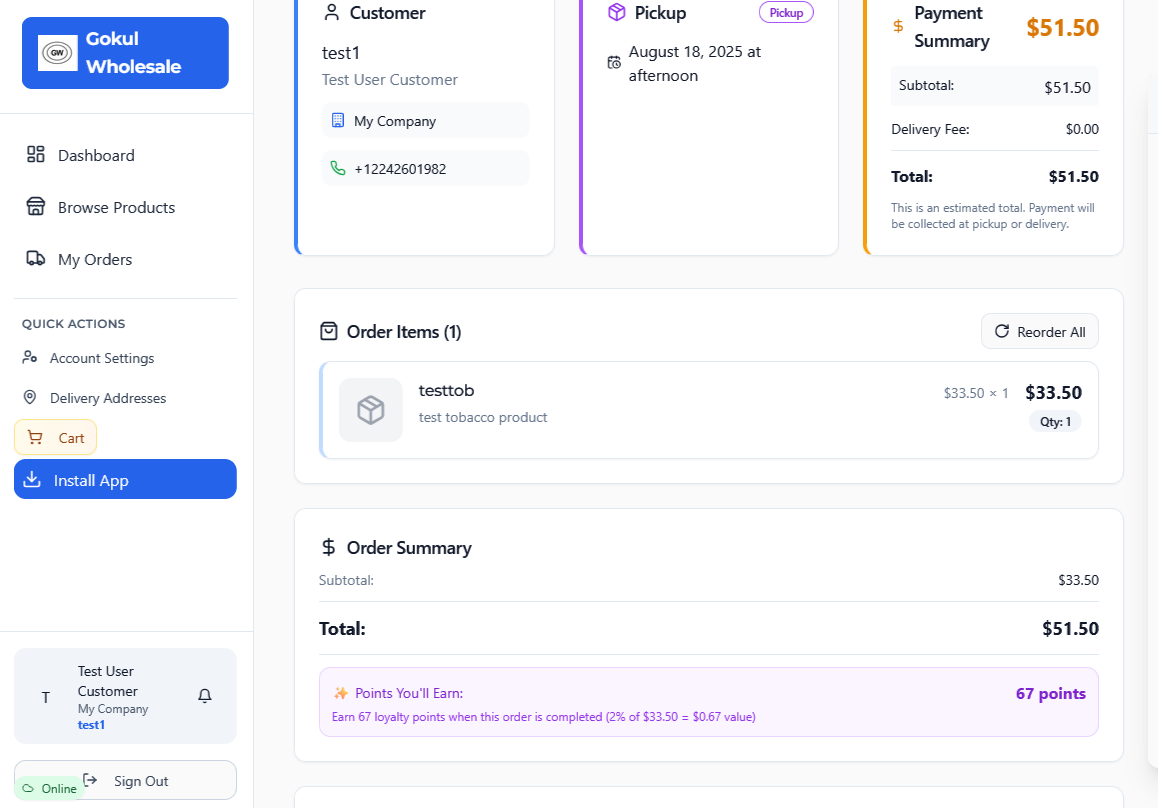 GW
Gokul
Wholesale
Dashboard
Browse Products
My Orders
QUICK ACTIONS
Account Settings
Delivery Addresses
Cart
Install App
Test User
Customer
My Company
test1
T
Online
Sign Out
Customer
test1
Test User Customer
My Company
+12242601982
Pickup
Pickup
August 18, 2025 at
afternoon
Payment
Summary
$51.50
Subtotal:
$51.50
Delivery Fee:
$0.00
Total:
$51.50
This is an estimated total. Payment will
be collected at pickup or delivery.
Order Items (1)
Reorder All
testtob
test tobacco product
$33.50 × 1
$33.50
Qty: 1
Order Summary
Subtotal:
$33.50
Total:
$51.50
✨ Points You'll Earn:
67 points
Earn 67 loyalty points when this order is completed (2% of $33.50 = $0.67 value)